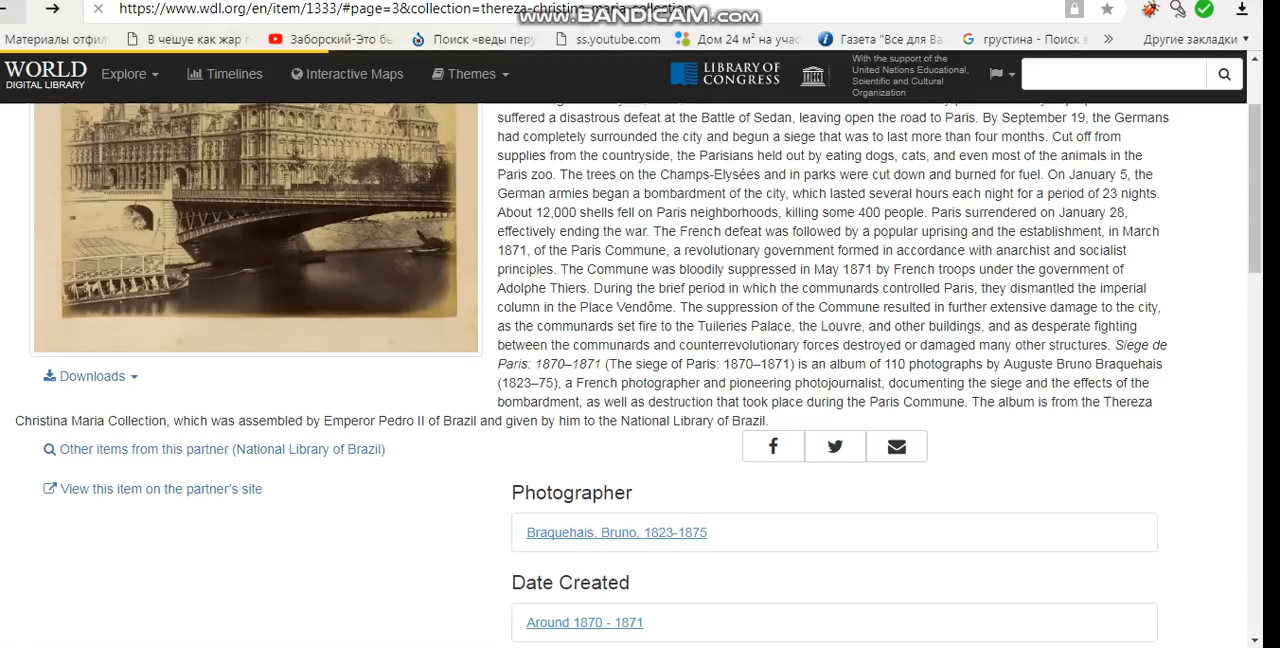 https://www.wdl.org/en/item/1333/#page=3&collection=thereza-christina-maria-collection
www.BANDICAM.com
Материалы отфил
В чешуе как жар г
Заборский-Это бы
Поиск «веды перу
ss.youtube.com
Дом 24 м² на учас
Газета "Все для Ва
грустина - Поиск в
»
Другие закладки
WORLD
DIGITAL LIBRARY
Explore
Timelines
Interactive Maps
Themes
LIBRARY OF
CONGRESS
With the support of the
United Nations Educational,
Scientific and Cultural
Organization
suffered a disastrous defeat at the Battle of Sedan, leaving open the road to Paris. By September 19, the Germans
had completely surrounded the city and begun a siege that was to last more than four months. Cut off from
supplies from the countryside, the Parisians held out by eating dogs, cats, and even most of the animals in the
Paris zoo. The trees on the Champs-Elysées and in parks were cut down and burned for fuel. On January 5, the
German armies began a bombardment of the city, which lasted several hours each night for a period of 23 nights.
About 12,000 shells fell on Paris neighborhoods, killing some 400 people. Paris surrendered on January 28,
effectively ending the war. The French defeat was followed by a popular uprising and the establishment, in March
1871, of the Paris Commune, a revolutionary government formed in accordance with anarchist and socialist
principles. The Commune was bloodily suppressed in May 1871 by French troops under the government of
Adolphe Thiers. During the brief period in which the communards controlled Paris, they dismantled the imperial
column in the Place Vendôme. The suppression of the Commune resulted in further extensive damage to the city,
as the communards set fire to the Tuileries Palace, the Louvre, and other buildings, and as desperate fighting
between the communards and counterrevolutionary forces destroyed or damaged many other structures. Siege de
Paris: 1870–1871 (The siege of Paris: 1870–1871) is an album of 110 photographs by Auguste Bruno Braquehais
(1823–75), a French photographer and pioneering photojournalist, documenting the siege and the effects of the
bombardment, as well as destruction that took place during the Paris Commune. The album is from the Thereza
Christina Maria Collection, which was assembled by Emperor Pedro II of Brazil and given by him to the National Library of Brazil.
Downloads
Other items from this partner (National Library of Brazil)
View this item on the partner's site
Photographer
Braquehais, Bruno, 1823-1875
Date Created
Around 1870 - 1871